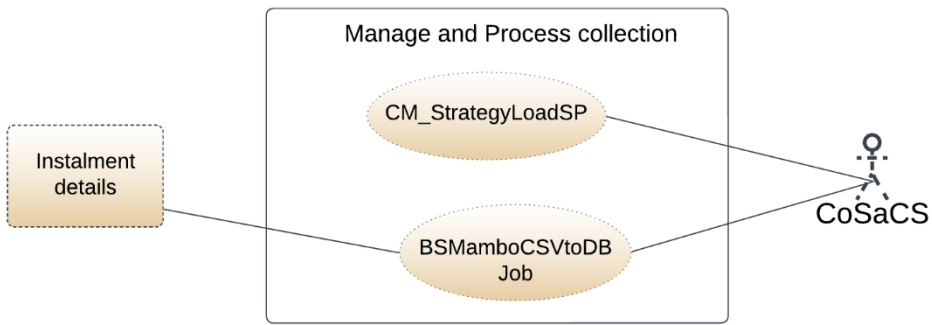 Manage and Process collection
CM_StrategyLoadSP
Instalment
details
CoSaCS
BSMamboCSVtoDB
Job